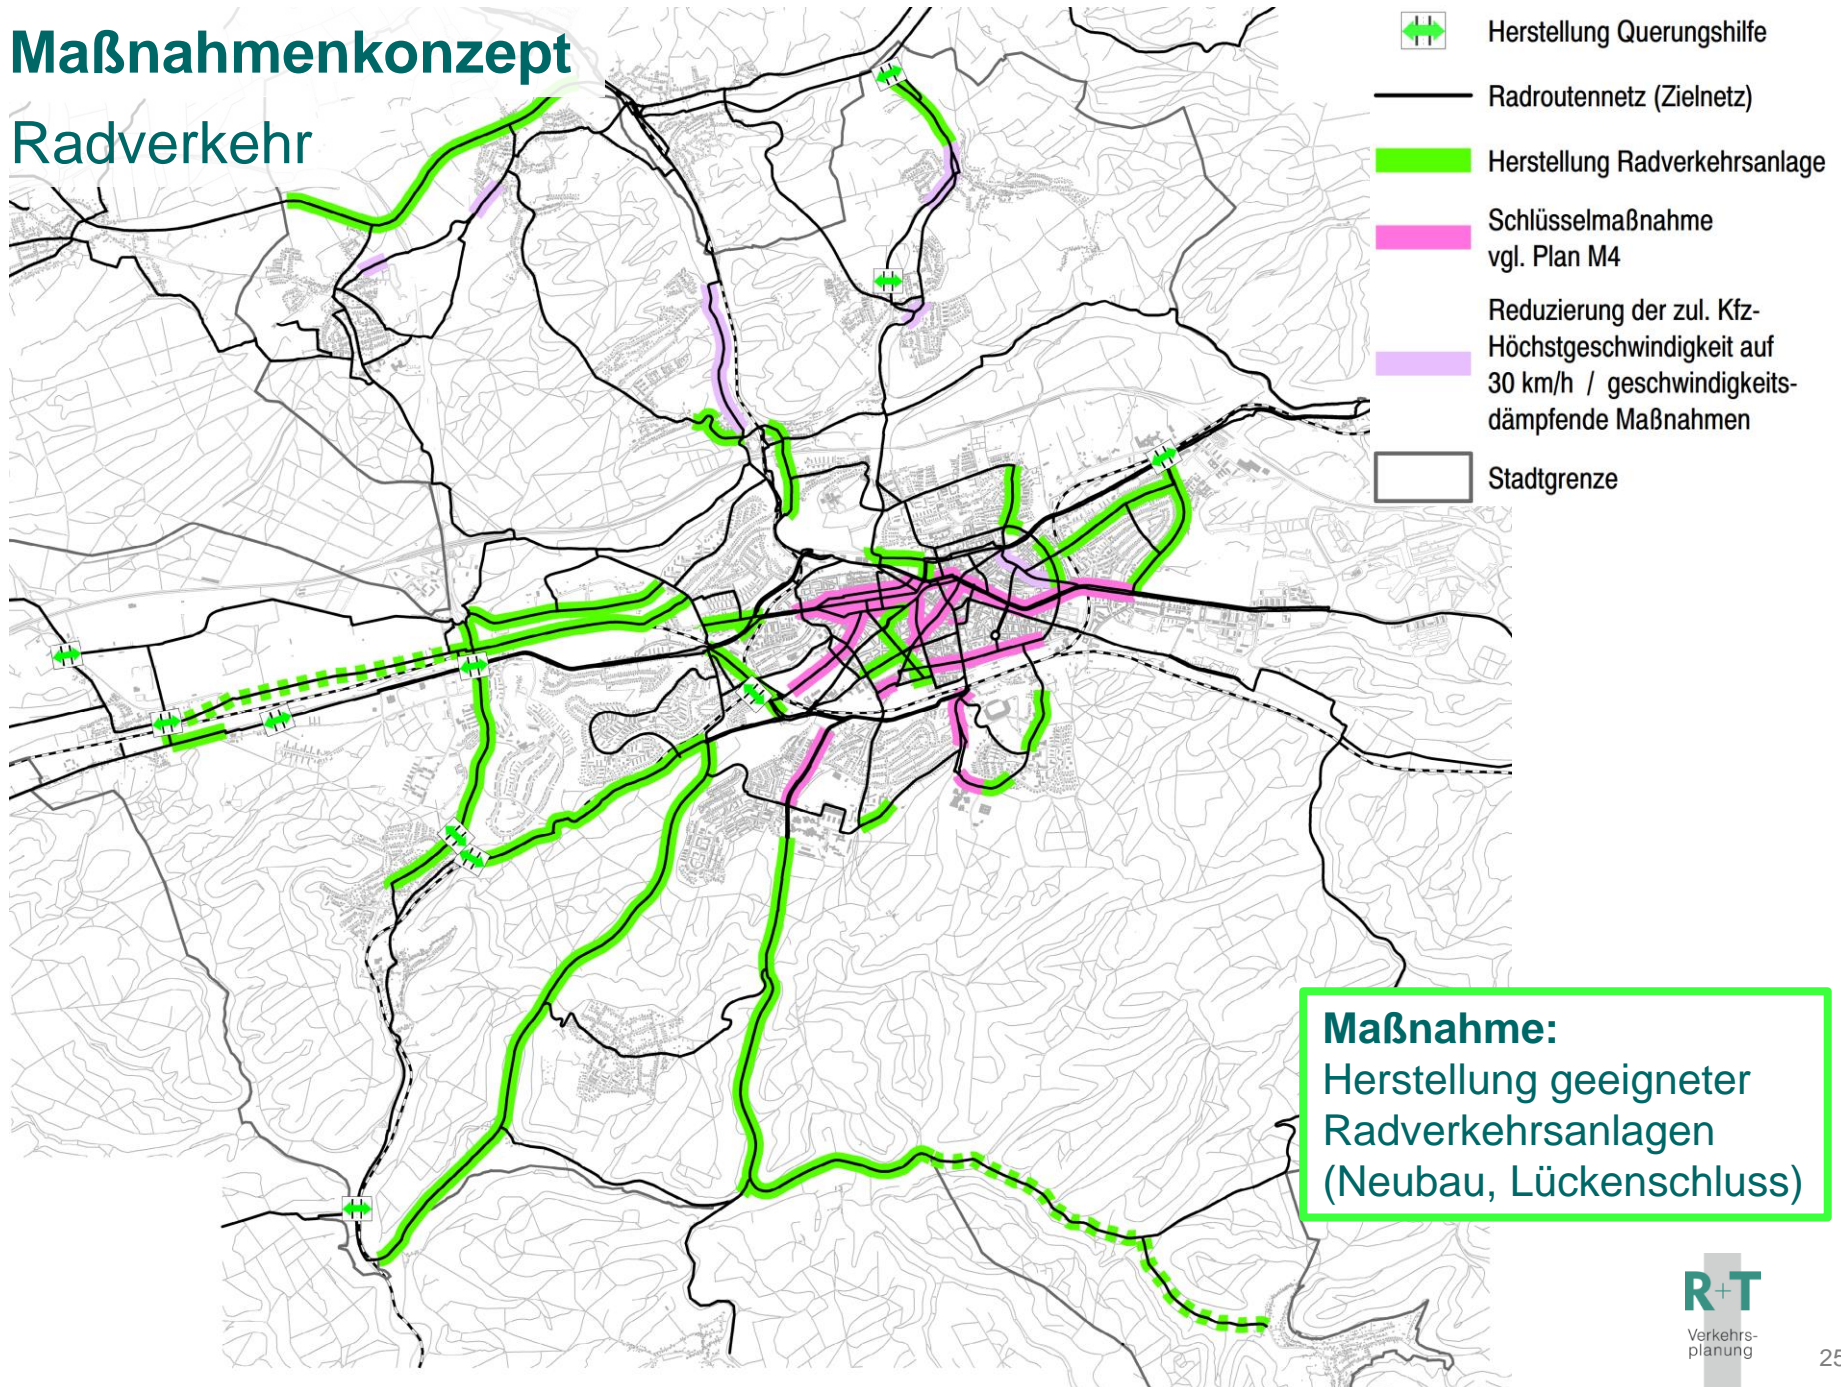 Maßnahmenkonzept
Radverkehr
Herstellung Querungshilfe
Radroutennetz (Zielnetz)
Herstellung Radverkehrsanlage
Schlüsselmaßnahme
vgl. Plan M4
Reduzierung der zul. Kfz-
Höchstgeschwindigkeit auf
30 km/h / geschwindigkeits-
dämpfende Maßnahmen
Stadtgrenze
Maßnahme:
Herstellung geeigneter
Radverkehrsanlagen
(Neubau, Lückenschluss)
R+T
Verkehrs-
planung
25